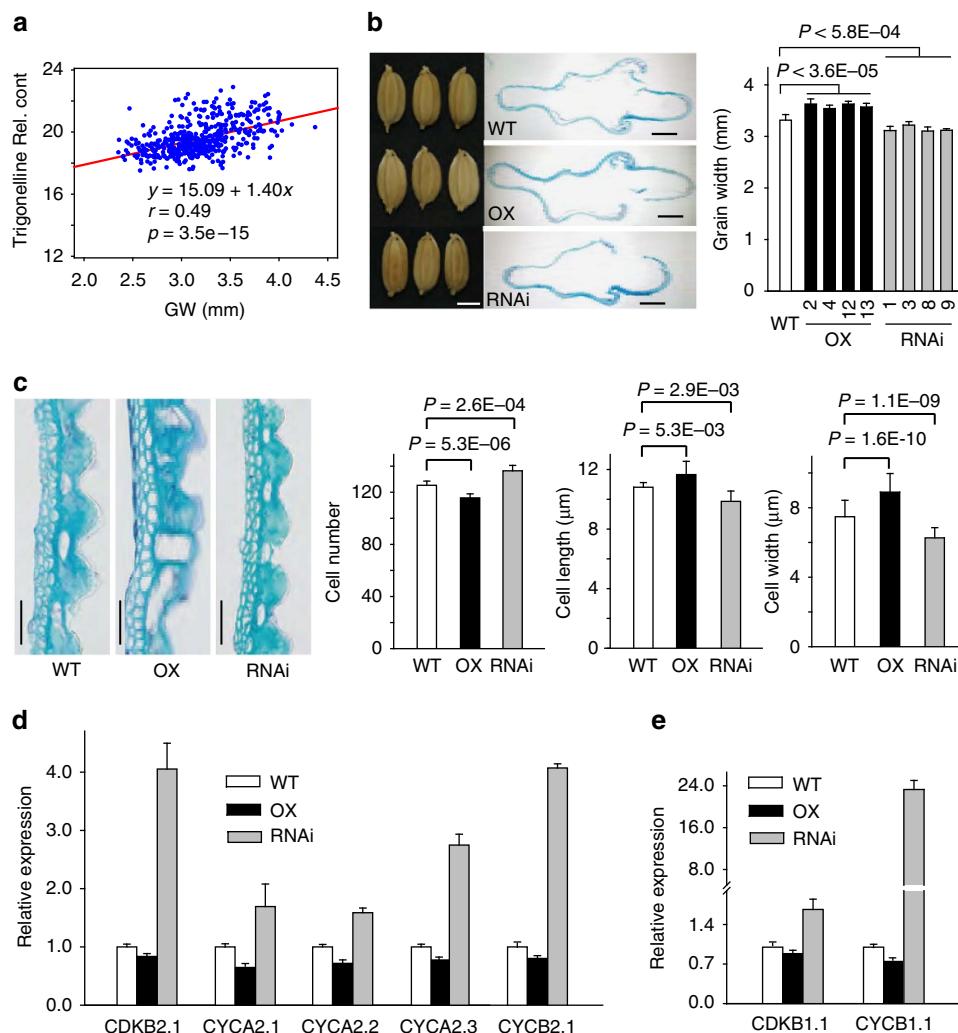 a
Trigonelline Rel. cont
24
22
20
18
16
14
12
y = 15.09 + 1.40x
r = 0.49
p = 3.5e−15
2.0 2.5 3.0 3.5 4.0 4.5
GW (mm)
b
WT
OX
RNAi
P < 5.8E–04
P < 3.6E–05
Grain width (mm)
4
3
2
1
0
2 4 12 13 1 3 8 9
WT OX RNAi
c
WT OX RNAi
P = 2.6E–04
P = 5.3E–06
Cell number
120
80
40
0
WT OX RNAi
P = 2.9E–03
P = 5.3E–03
Cell length (μm)
12
10
8
6
4
0
WT OX RNAi
P = 1.1E–09
P = 1.6E-10
Cell width (μm)
8
4
0
WT OX RNAi
d
Relative expression
4.0
3.0
2.0
1.0
0.0
WT
OX
RNAi
CDKB2.1 CYCA2.1 CYCA2.2 CYCA2.3 CYCB2.1
e
Relative expression
24.0
16.0
8.0
1.4
0.7
0.0
WT
OX
RNAi
CDKB1.1 CYCB1.1